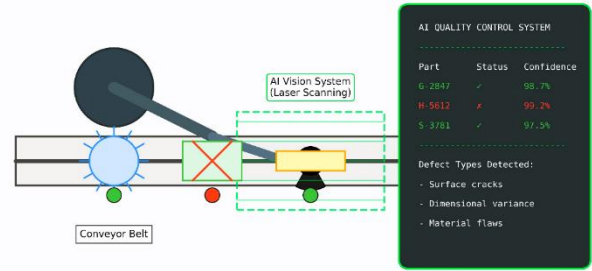 AI Vision System
(Laser Scanning)
Conveyor Belt
AI QUALITY CONTROL SYSTEM
------------------------------
Part Status Confidence
G-2847 ✓ 98.7%
H-5612 ✗ 99.2%
S-3781 ✓ 97.5%
------------------------------
Defect Types Detected:
- Surface cracks
- Dimensional variance
- Material flaws